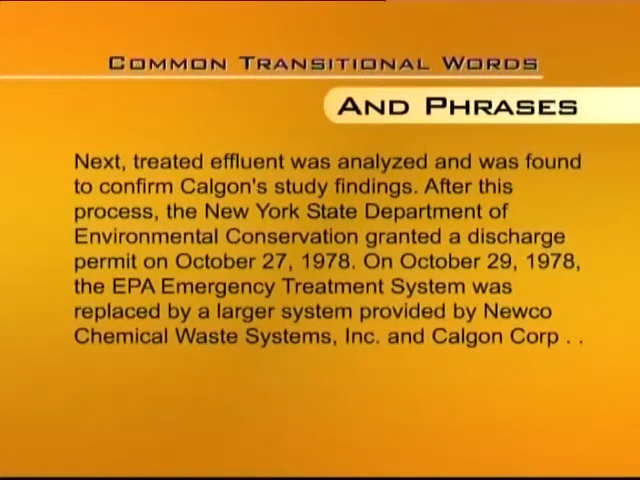 Common Transitional Words
And Phrases
Next, treated effluent was analyzed and was found
to confirm Calgon's study findings. After this
process, the New York State Department of
Environmental Conservation granted a discharge
permit on October 27, 1978. On October 29, 1978,
the EPA Emergency Treatment System was
replaced by a larger system provided by Newco
Chemical Waste Systems, Inc. and Calgon Corp . .